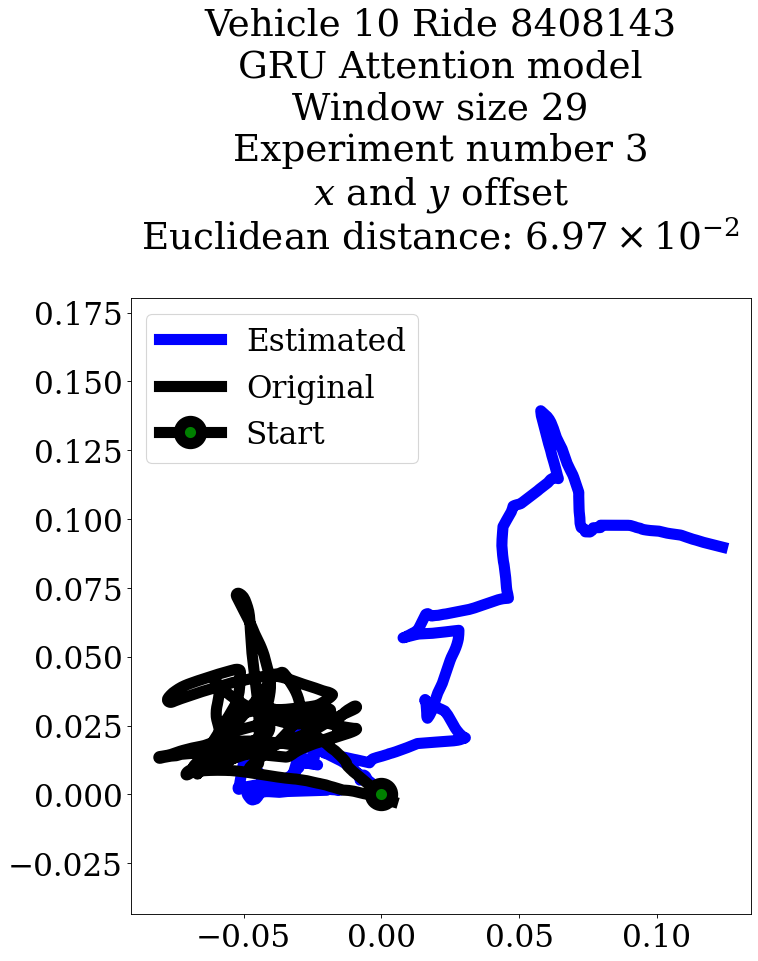 Vehicle 10 Ride 8408143
GRU Attention model
Window size 29
Experiment number 3
x and y offset
Euclidean distance: 6.97 × 10⁻²
Estimated
Original
Start
0.175
0.150
0.125
0.100
0.075
0.050
0.025
0.000
−0.025
−0.05 0.00 0.05 0.10